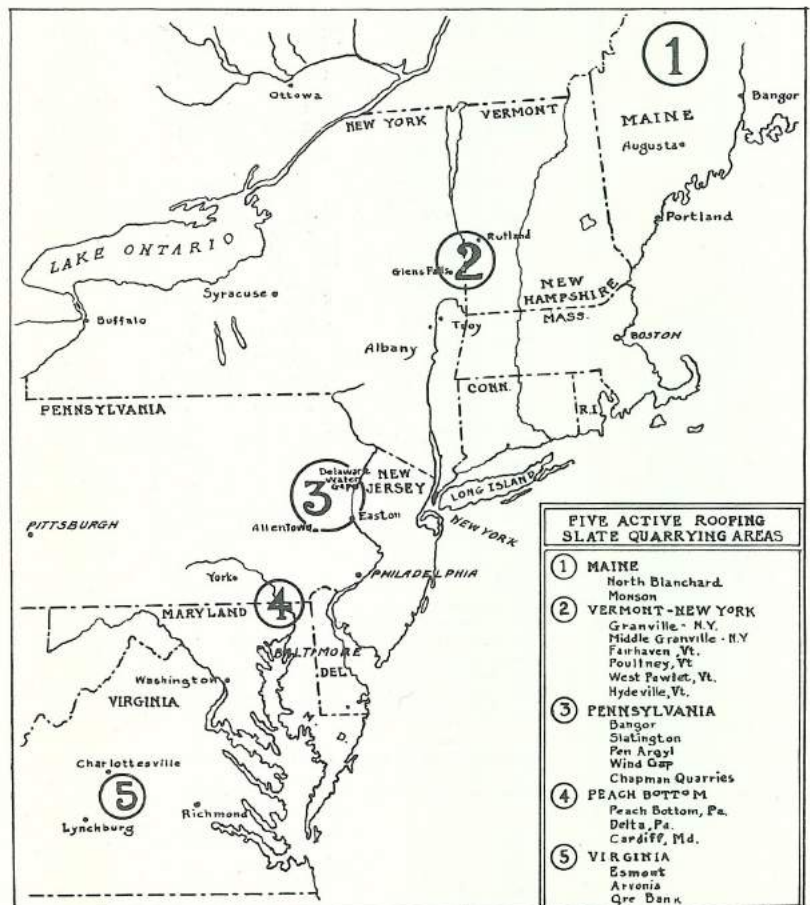 1
Ottawa
Bangor
NEW YORK
VERMONT
MAINE
Augusta
Portland
LAKE ONTARIO
2
Rutland
Glens Falls
NEW
HAMPSHIRE
Syracuse
MASS.
Buffalo
Troy
BOSTON
Albany
CONN.
R.I.
PENNSYLVANIA
Delaware
Water
Gap
3
NEW
JERSEY
LONG ISLAND
Allentown
Easton
NEW YORK
PITTSBURGH
PHILADELPHIA
York
4
MARYLAND
BALTIMORE
DEL.
Washington
VIRGINIA
M.
D.
Charlottesville
5
Richmond
Lynchburg
FIVE ACTIVE ROOFING
SLATE QUARRYING AREAS
1 MAINE
North Blanchard
Monson
2 VERMONT-NEW YORK
Granville - N.Y.
Middle Granville - N.Y
Fairhaven, Vt.
Poultney, Vt
West Pawlet, Vt.
Hydeville, Vt.
3 PENNSYLVANIA
Bangor
Slatington
Pen Argyl
Wind Gap
Chapman Quarries
4 PEACH BOTTOM
Peach Bottom, Pa.
Delta, Pa.
Cardiff, Md.
5 VIRGINIA
Esmont
Arvonia
Ore Bank